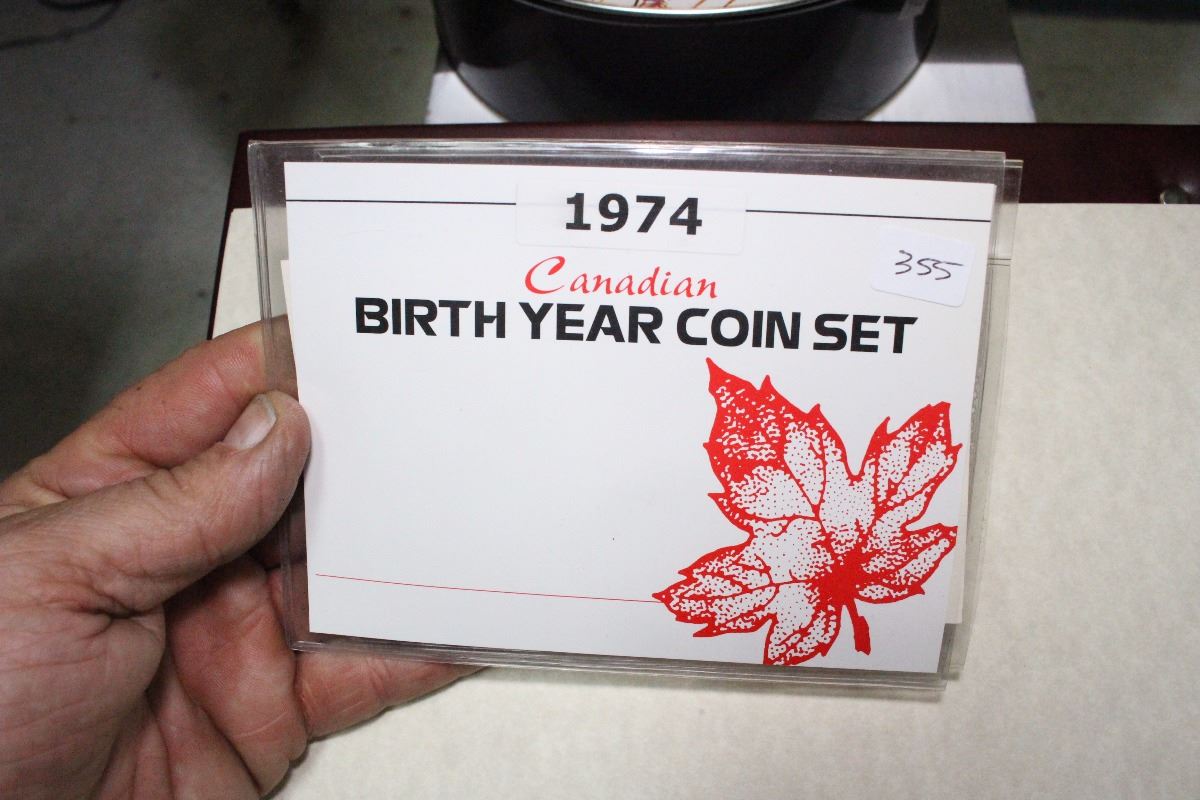 1974
355
Canadian
BIRTH YEAR COIN SET